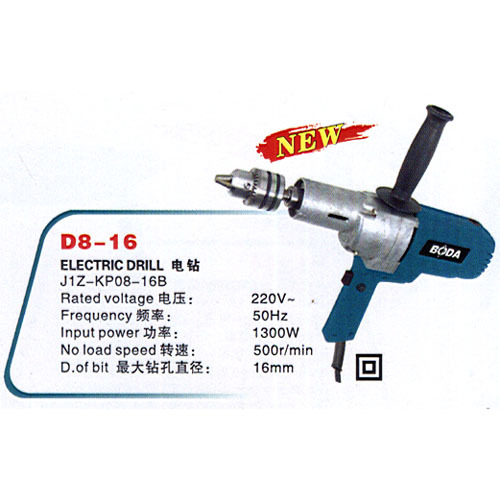 NEW
D8-16
BODA
ELECTRIC DRILL 电钻
J1Z-KP08-16B
Rated voltage 电压: 220V~
Frequency 频率: 50Hz
Input power 功率: 1300W
No load speed 转速: 500r/min
D.of bit 最大钻孔直径: 16mm